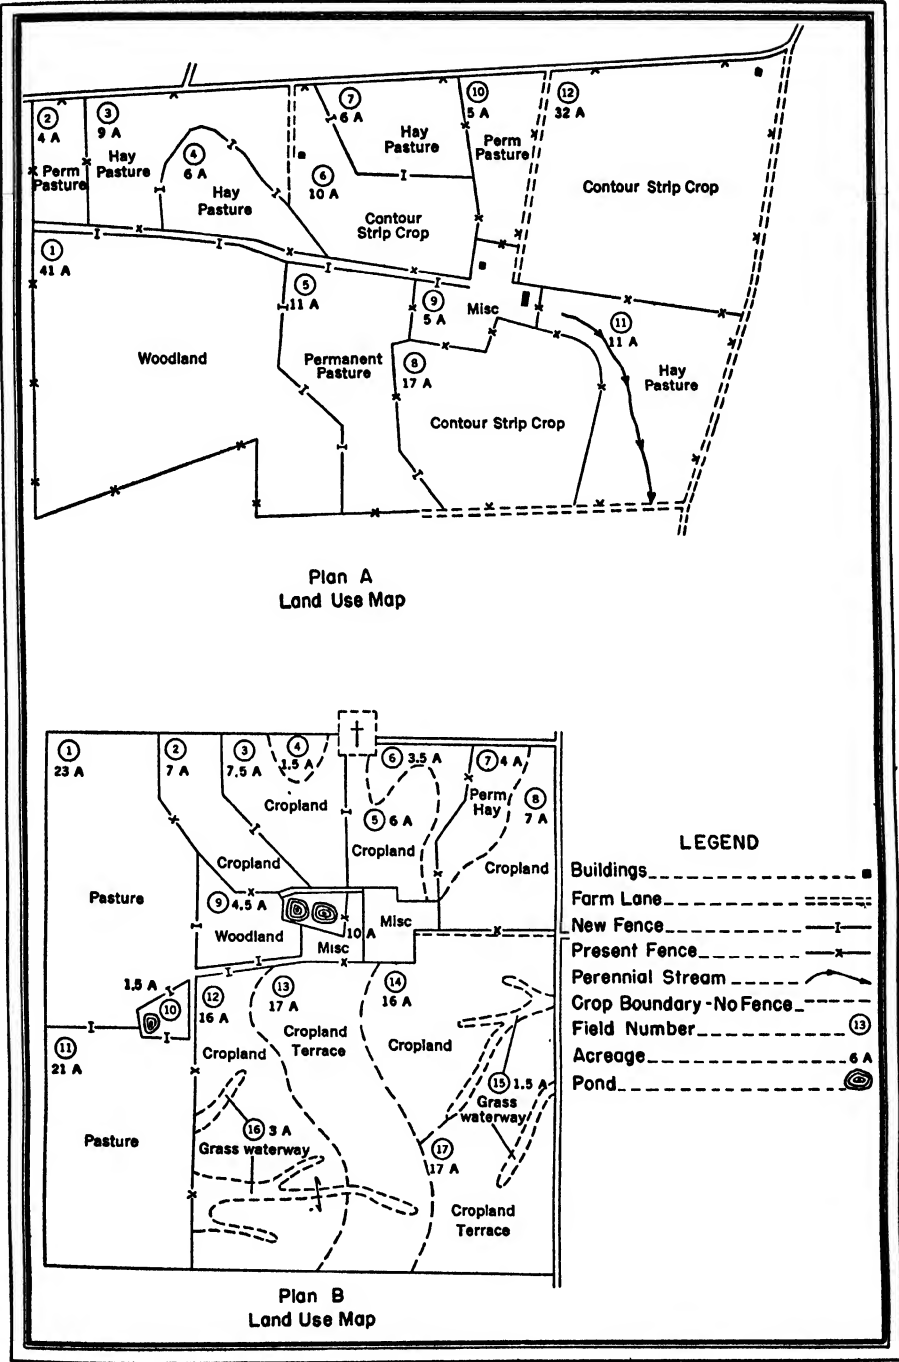 2
4 A
Perm
Pasture
3
9 A
Hay
Pasture
4
6 A
Hay
Pasture
6
10 A
Contour
Strip Crop
7
6 A
Hay
Pasture
10
5 A
Perm
Pasture
12
32 A
Contour Strip Crop
1
41 A
Woodland
5
11 A
Permanent
Pasture
9
5 A
Misc
8
17 A
Contour Strip Crop
11
11 A
Hay
Pasture
Plan A
Land Use Map
1
23 A
Pasture
2
7 A
Cropland
3
7.5 A
Cropland
4
1.5 A
5 6 A
Cropland
6 3.5 A
7 4 A
Perm
Hay
8
7 A
Cropland
9 4.5 A
Woodland
10 A
Misc
Misc
1.5 A
10
11
21 A
Pasture
12
16 A
Cropland
13
17 A
Cropland
Terrace
14
16 A
Cropland
15 1.5 A
Grass
waterway
16 3 A
Grass waterway
17
17 A
Cropland
Terrace
Plan B
Land Use Map
LEGEND
Buildings
Farm Lane
New Fence
Present Fence
Perennial Stream
Crop Boundary - No Fence
Field Number 13
Acreage 6 A
Pond